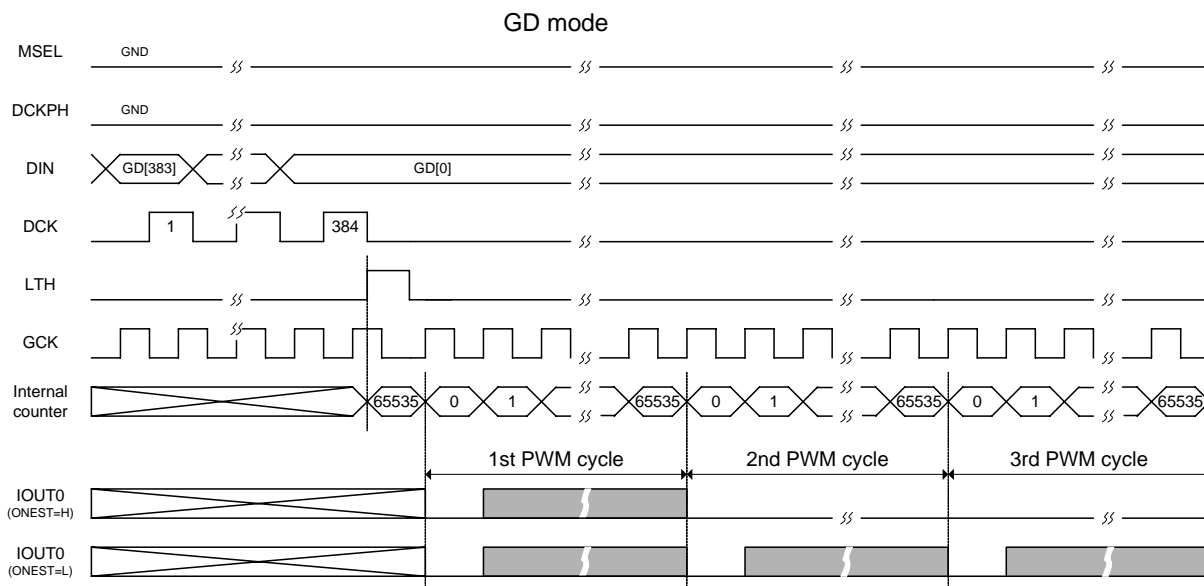 GD mode
MSEL GND
DCKPH GND
DIN GD[383] GD[0]
DCK 1 384
LTH
GCK
Internal
counter 65535 0 1 65535 0 1 65535 0 1 65535
1st PWM cycle 2nd PWM cycle 3rd PWM cycle
IOUT0
(ONEST=H)
IOUT0
(ONEST=L)